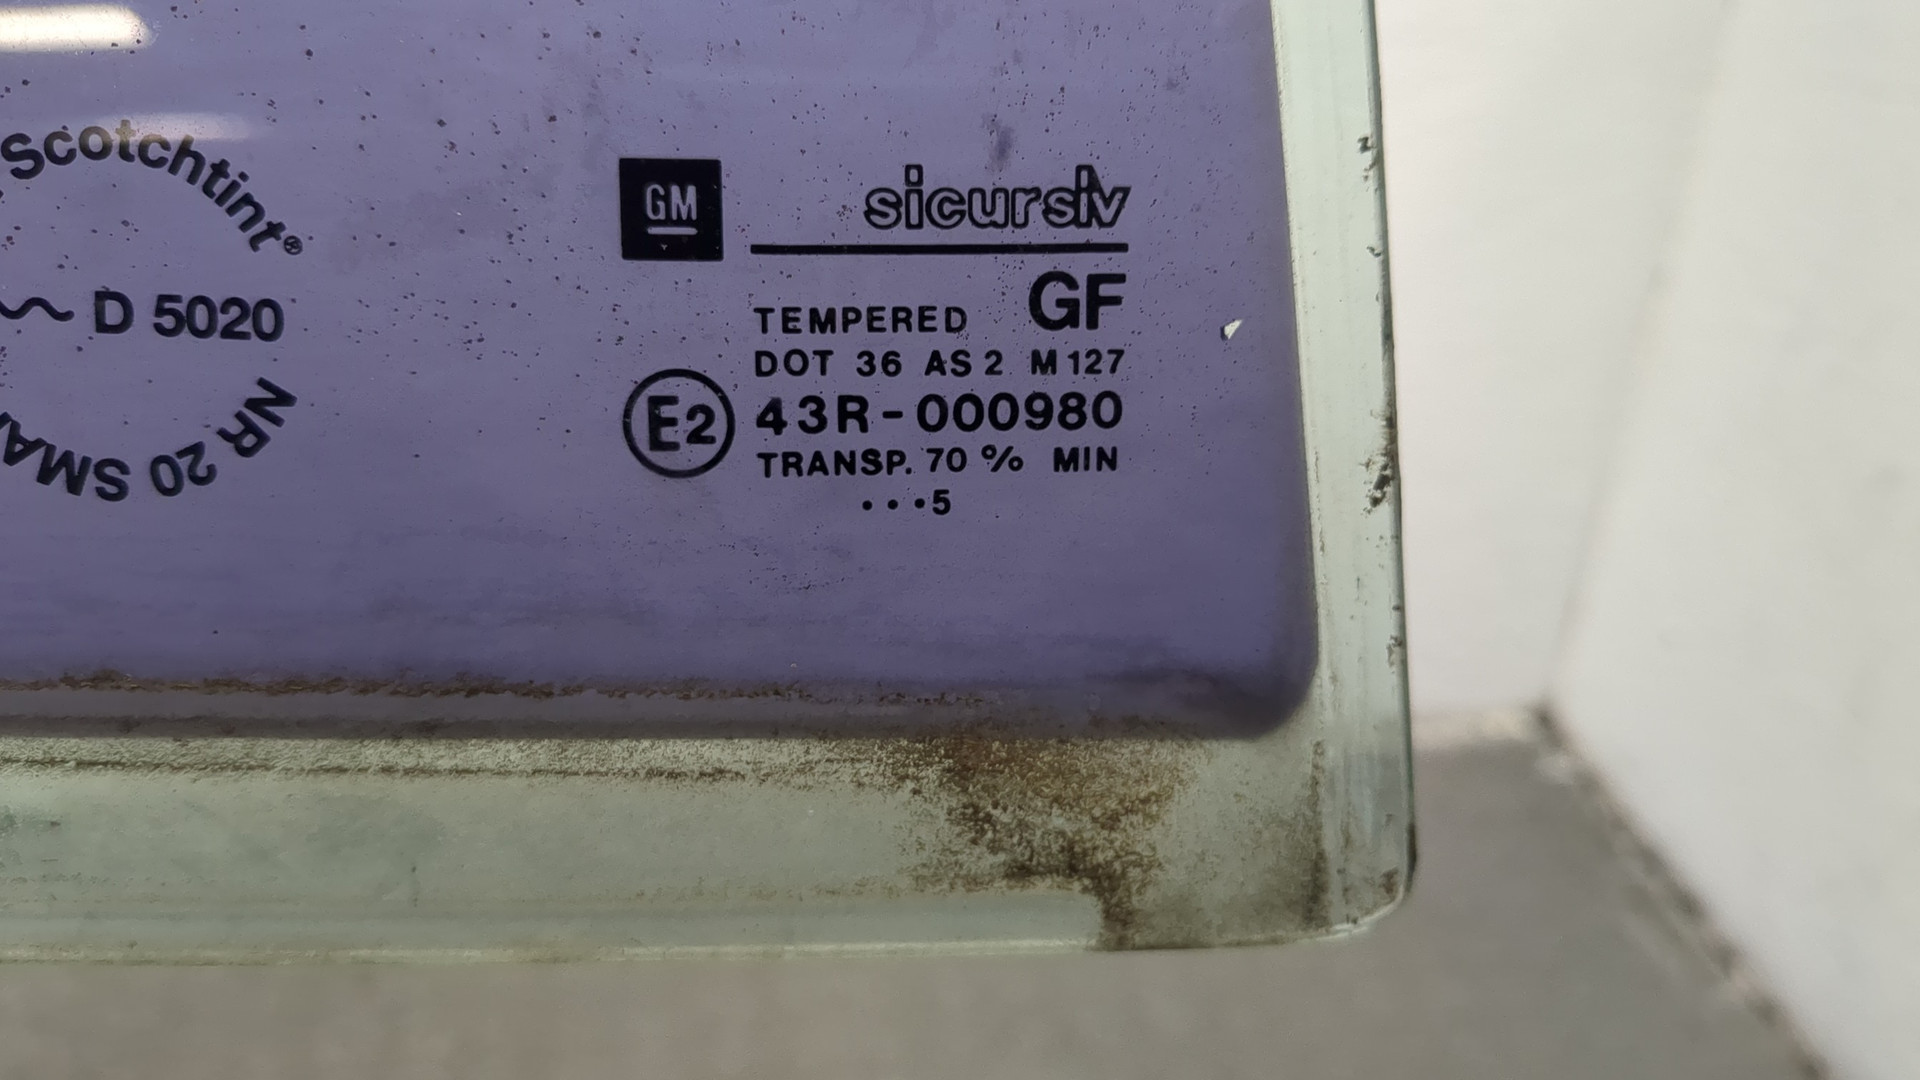 Scotchtint®
D 5020
NR 20 SMA
GM
sicursiv
TEMPERED GF
DOT 36 AS2 M127
E2 43R-000980
TRANSP. 70 % MIN
...5